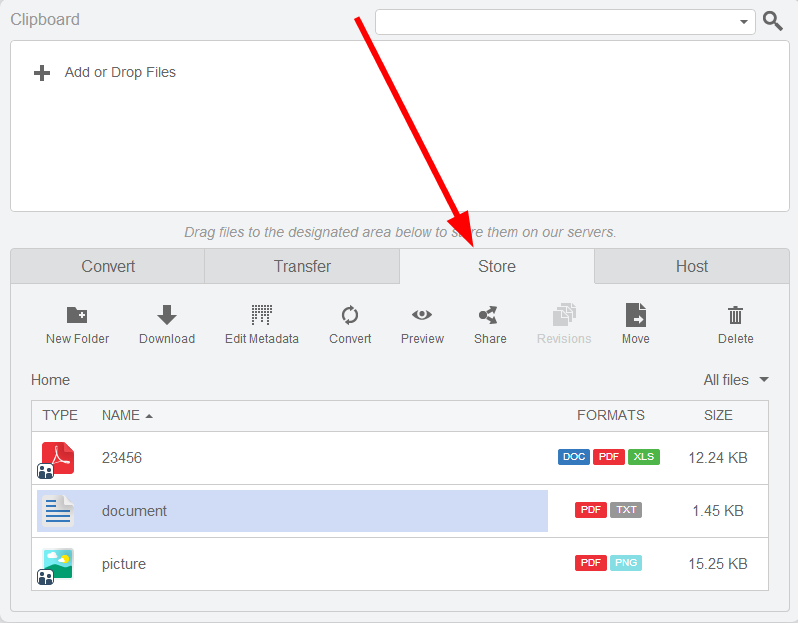 Clipboard
Add or Drop Files
Drag files to the designated area below to store them on our servers.
Convert Transfer Store Host
New Folder Download Edit Metadata Convert Preview Share Revisions Move Delete
Home All files
TYPE NAME FORMATS SIZE
23456 DOC PDF XLS 12.24 KB
document PDF TXT 1.45 KB
picture PDF PNG 15.25 KB